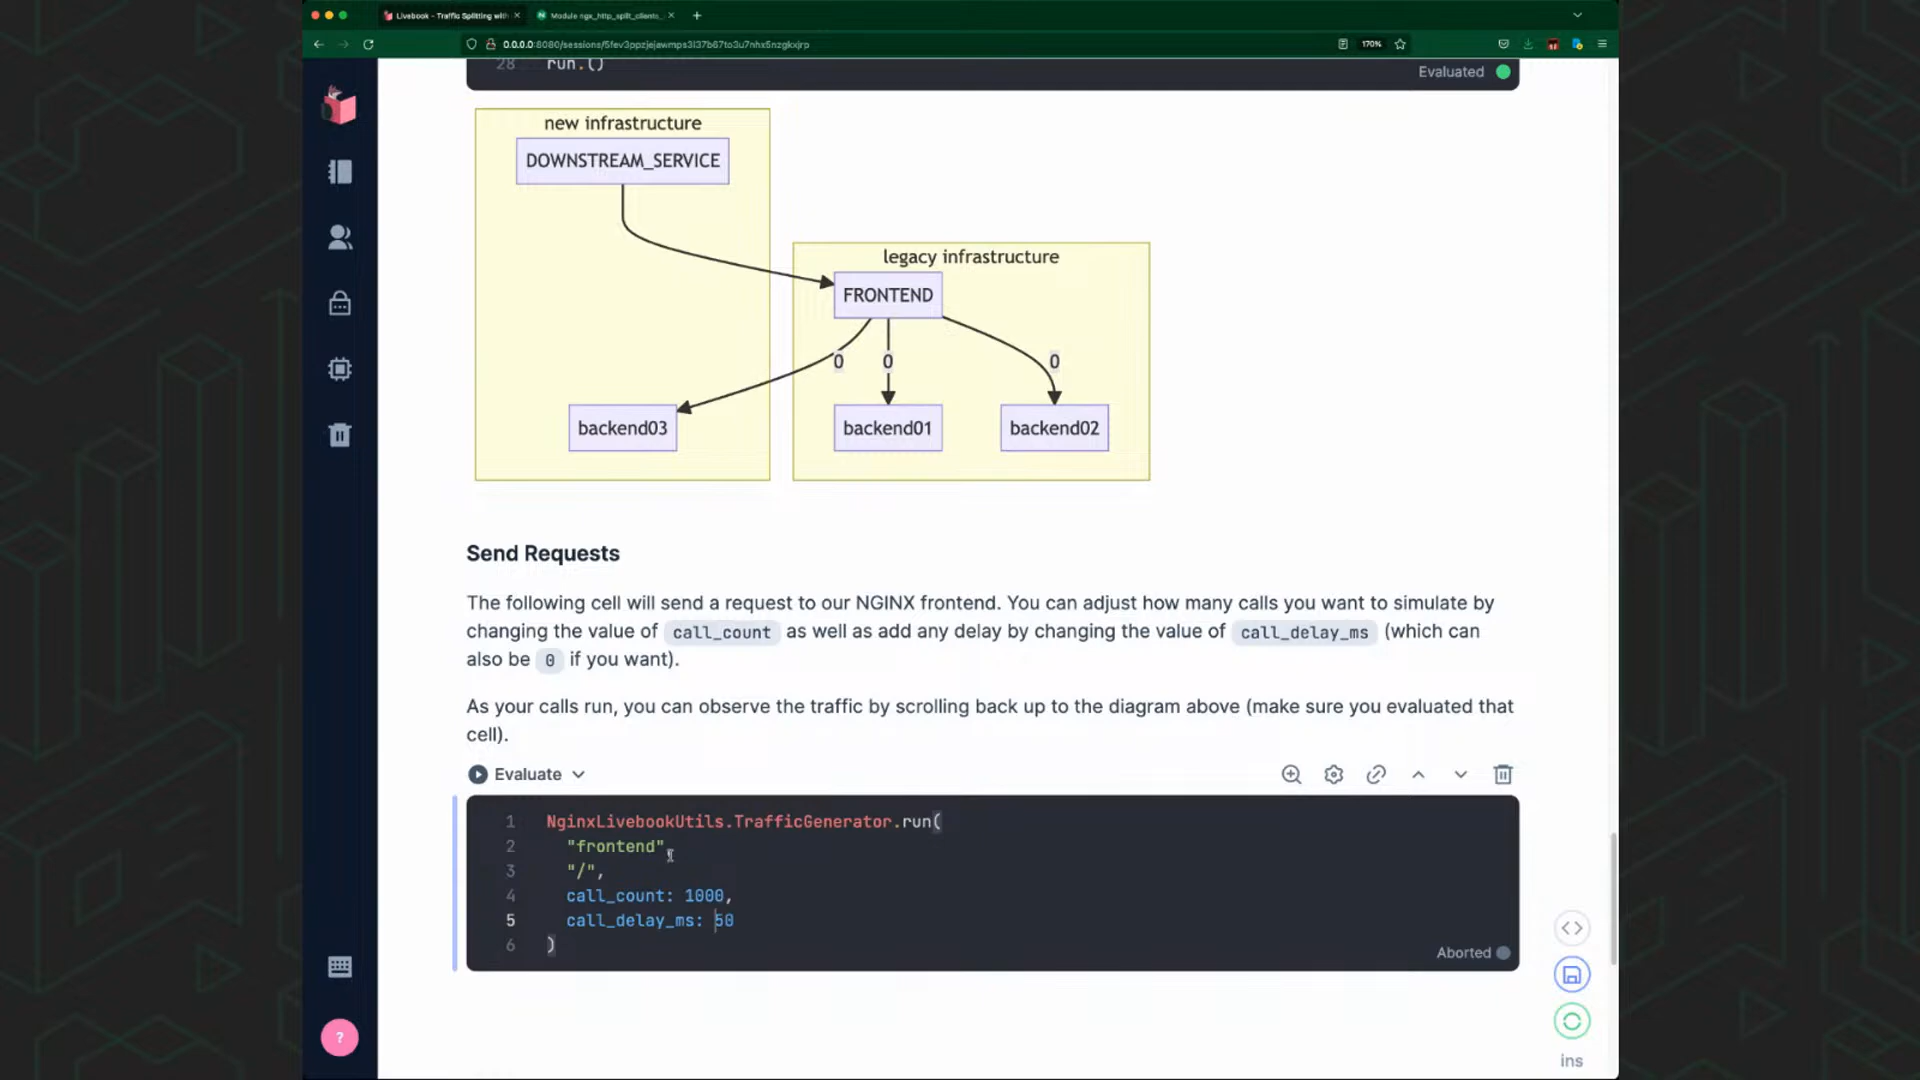 Livebook - Traffic Splitting with
Module ngx_http_split_clients_
0.0.0.0:8080/sessions/
170%
28 run.()
Evaluated
new infrastructure
DOWNSTREAM_SERVICE
legacy infrastructure
FRONTEND
0 0 0
backend03 backend01 backend02
Send Requests
The following cell will send a request to our NGINX frontend. You can adjust how many calls you want to simulate by
changing the value of call_count as well as add any delay by changing the value of call_delay_ms (which can
also be 0 if you want).
As your calls run, you can observe the traffic by scrolling back up to the diagram above (make sure you evaluated that
cell).
Evaluate
1 NginxLivebookUtils.TrafficGenerator.run(
2 "frontend",
3 "/",
4 call_count: 1000,
5 call_delay_ms: 50
6 )
Aborted
?
ins